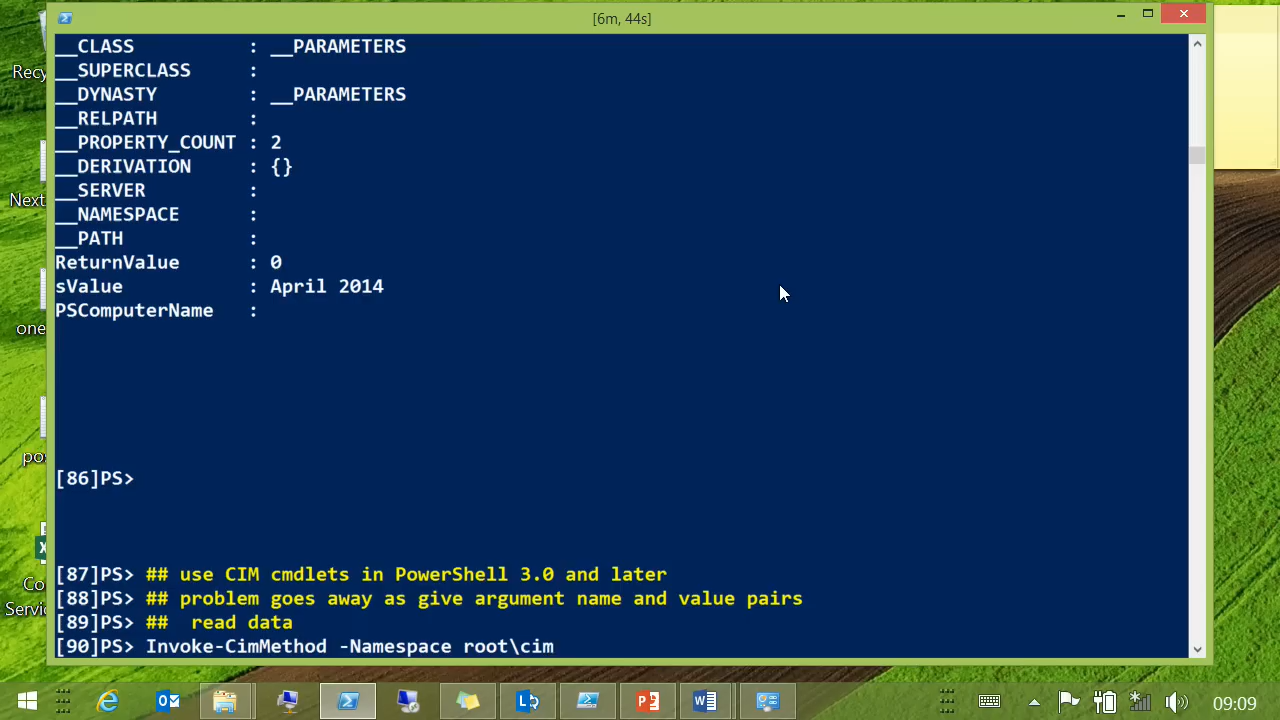 [6m, 44s]
__CLASS : __PARAMETERS
__SUPERCLASS :
__DYNASTY : __PARAMETERS
__RELPATH :
__PROPERTY_COUNT : 2
__DERIVATION : {}
__SERVER :
__NAMESPACE :
__PATH :
ReturnValue : 0
sValue : April 2014
PSComputerName :
[86]PS>
[87]PS> ## use CIM cmdlets in PowerShell 3.0 and later
[88]PS> ## problem goes away as give argument name and value pairs
[89]PS> ##  read data
[90]PS> Invoke-CimMethod -Namespace root\cim
Recy
Next
one
pos
Co
Servic
09:09